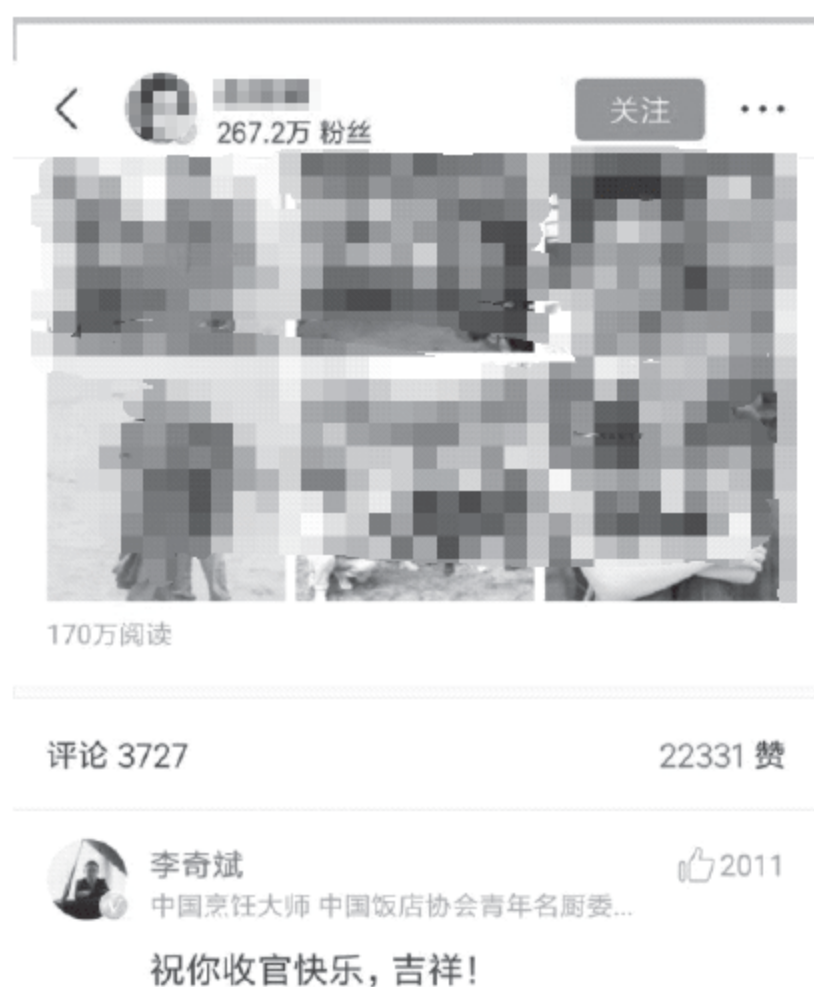 267.2万 粉丝
关注
170万阅读
评论 3727
22331 赞
李奇斌
2011
中国烹饪大师 中国饭店协会青年名厨委...
祝你收官快乐，吉祥！